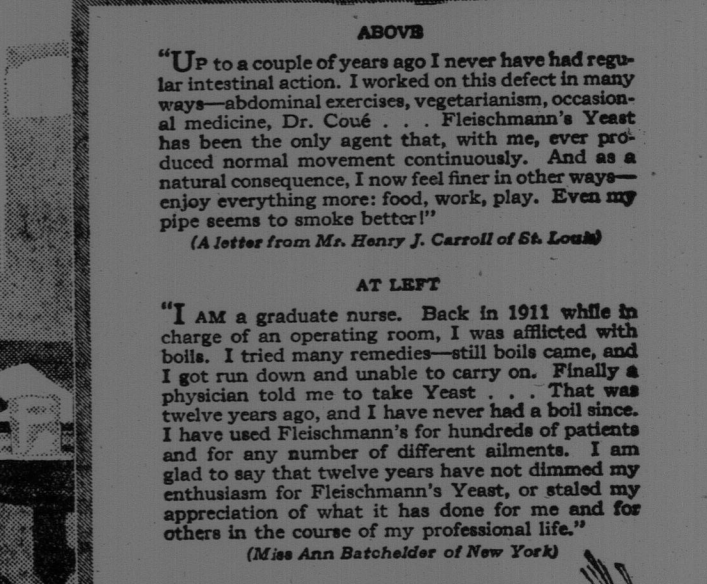 ABOVE
"UP to a couple of years ago I never have had regu-
lar intestinal action. I worked on this defect in many
ways—abdominal exercises, vegetarianism, occasion-
al medicine, Dr. Coué . . . Fleischmann's Yeast
has been the only agent that, with me, ever pro-
duced normal movement continuously. And as a
natural consequence, I now feel finer in other ways—
enjoy everything more: food, work, play. Even my
pipe seems to smoke better!"
(A letter from Mr. Henry J. Carroll of St. Louis)
AT LEFT
"I AM a graduate nurse. Back in 1911 while in
charge of an operating room, I was afflicted with
boils. I tried many remedies—still boils came, and
I got run down and unable to carry on. Finally a
physician told me to take Yeast . . . That was
twelve years ago, and I have never had a boil since.
I have used Fleischmann's for hundreds of patients
and for any number of different ailments. I am
glad to say that twelve years have not dimmed my
enthusiasm for Fleischmann's Yeast, or staled my
appreciation of what it has done for me and for
others in the course of my professional life."
(Miss Ann Batchelder of New York)